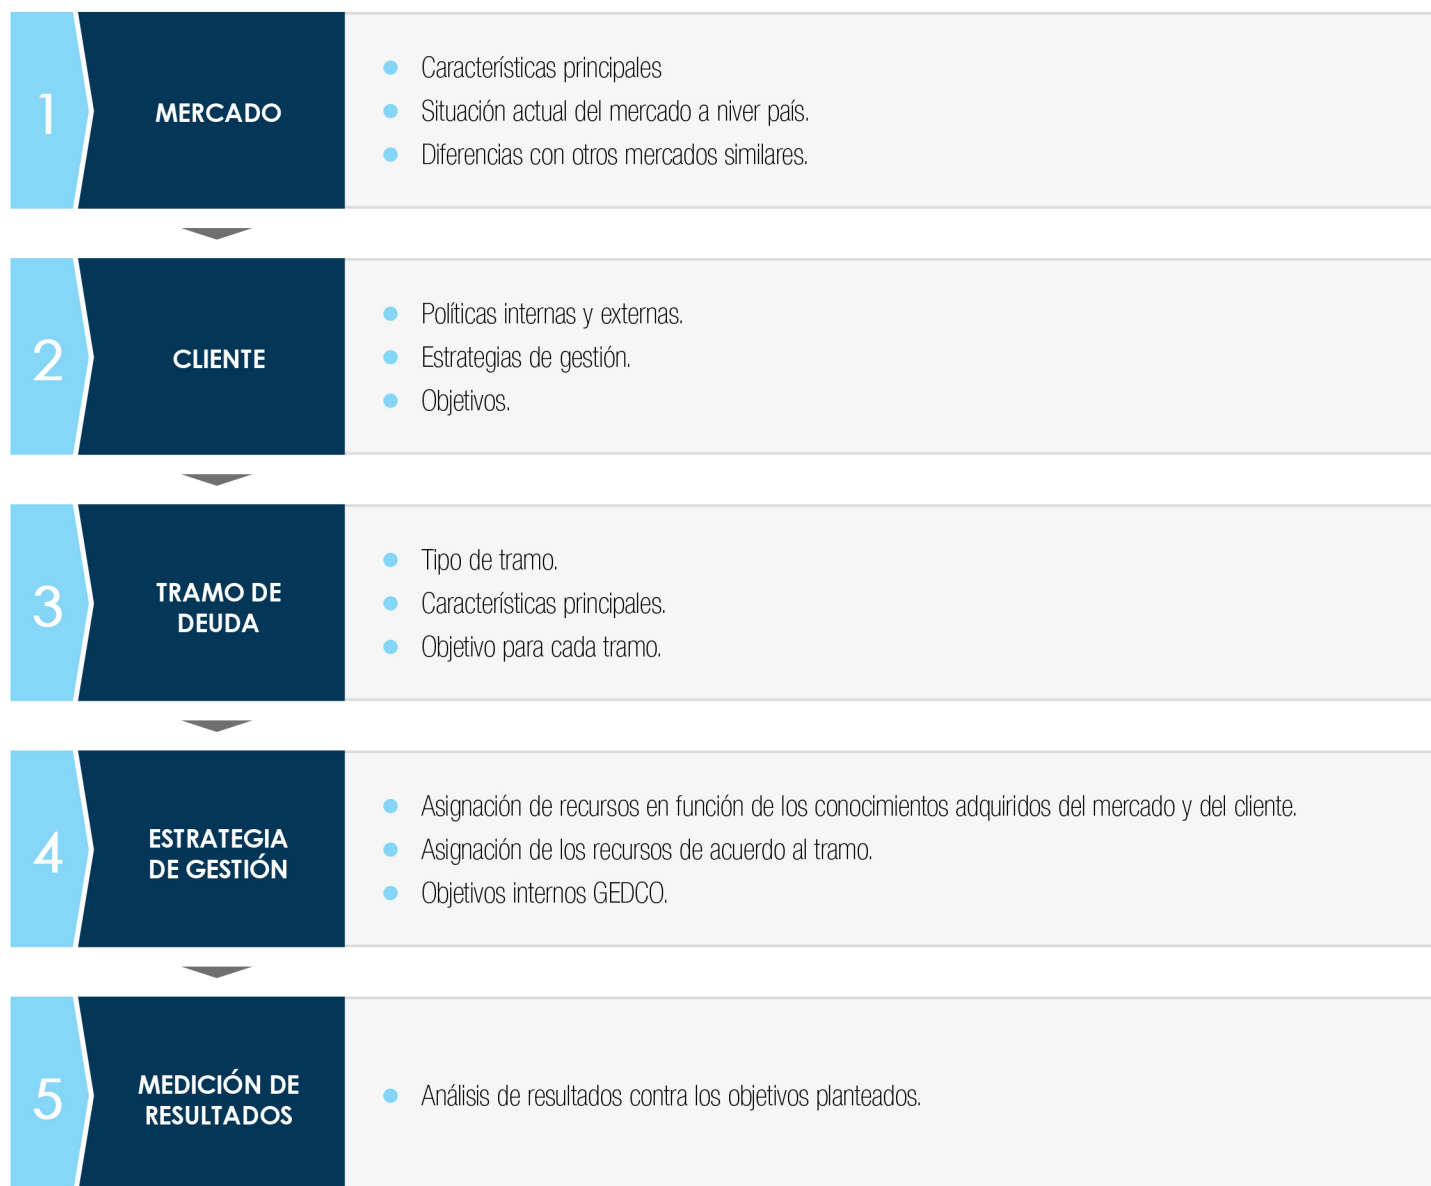 1
MERCADO
Características principales
Situación actual del mercado a niver país.
Diferencias con otros mercados similares.
2
CLIENTE
Políticas internas y externas.
Estrategias de gestión.
Objetivos.
3
TRAMO DE
DEUDA
Tipo de tramo.
Características principales.
Objetivo para cada tramo.
4
ESTRATEGIA
DE GESTIÓN
Asignación de recursos en función de los conocimientos adquiridos del mercado y del cliente.
Asignación de los recursos de acuerdo al tramo.
Objetivos internos GEDCO.
5
MEDICIÓN DE
RESULTADOS
Análisis de resultados contra los objetivos planteados.